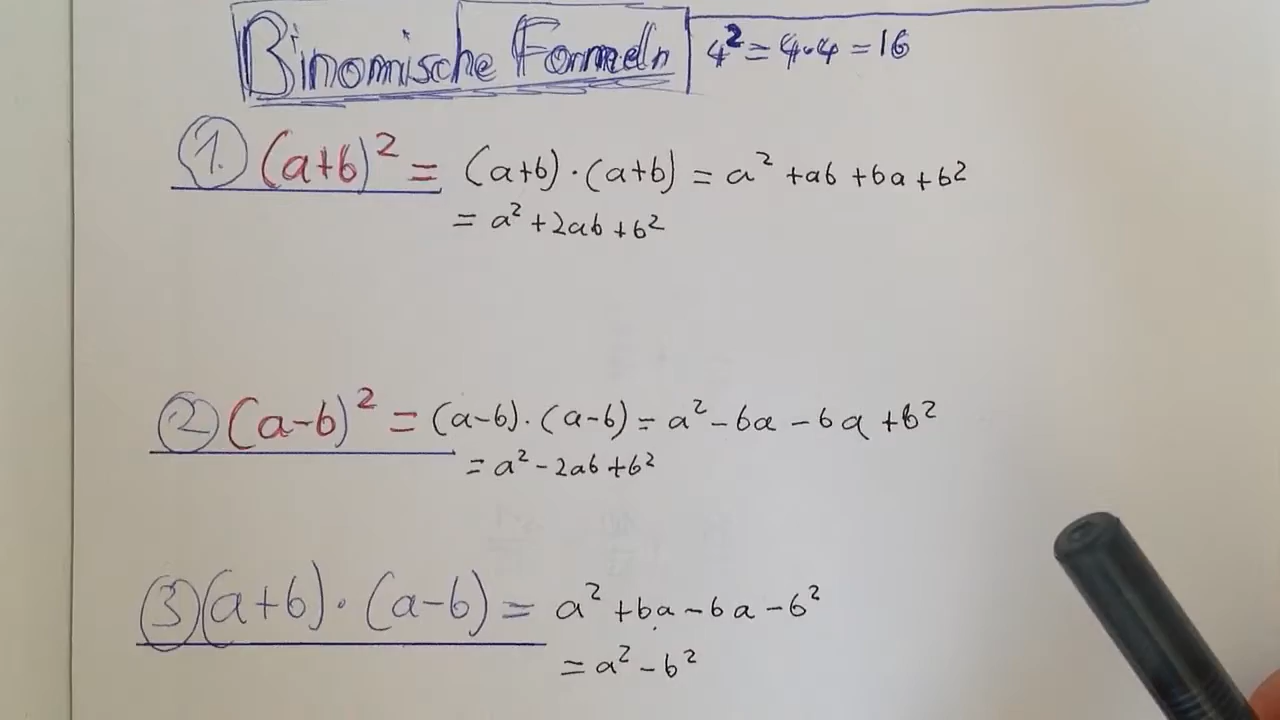 Binomische Formeln 4² = 4·4 = 16
1. (a+b)² = (a+b)·(a+b) = a² + ab + ba + b²
= a² + 2ab + b²
2 (a-b)² = (a-b)·(a-b) = a² - ba - ba + b²
= a² - 2ab + b²
3 (a+b)·(a-b) = a² + ba - ba - b²
= a² - b²